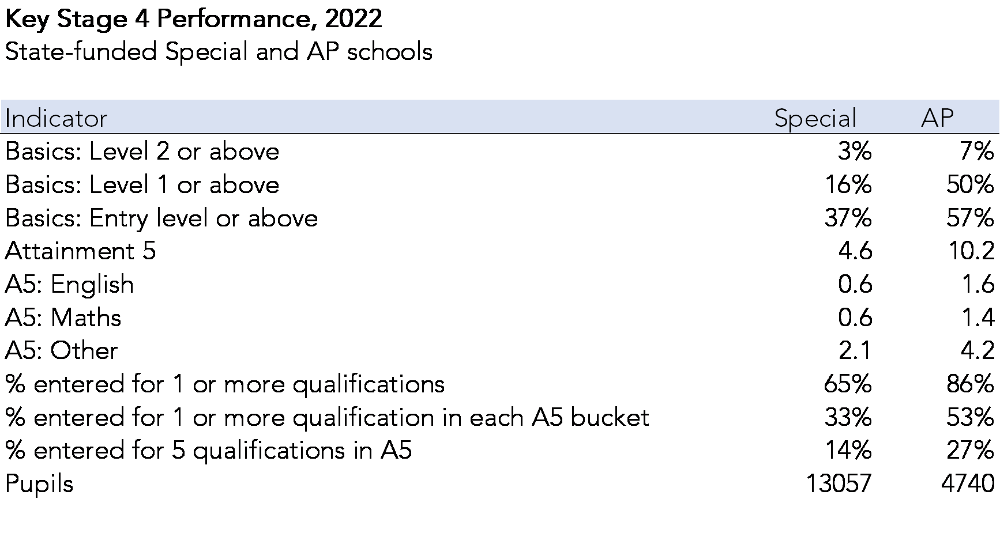 Key Stage 4 Performance, 2022
State-funded Special and AP schools
Indicator Special AP
Basics: Level 2 or above 3% 7%
Basics: Level 1 or above 16% 50%
Basics: Entry level or above 37% 57%
Attainment 5 4.6 10.2
A5: English 0.6 1.6
A5: Maths 0.6 1.4
A5: Other 2.1 4.2
% entered for 1 or more qualifications 65% 86%
% entered for 1 or more qualification in each A5 bucket 33% 53%
% entered for 5 qualifications in A5 14% 27%
Pupils 13057 4740